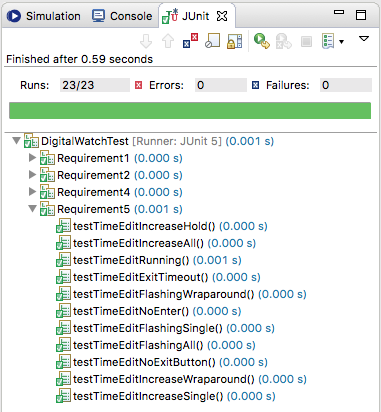 Simulation Console JUnit
Finished after 0.59 seconds
Runs: 23/23 Errors: 0 Failures: 0
DigitalWatchTest [Runner: JUnit 5] (0.001 s)
Requirement1 (0.000 s)
Requirement2 (0.000 s)
Requirement4 (0.000 s)
Requirement5 (0.001 s)
testTimeEditIncreaseHold() (0.000 s)
testTimeEditIncreaseAll() (0.000 s)
testTimeEditRunning() (0.001 s)
testTimeEditExitTimeout() (0.000 s)
testTimeEditFlashingWraparound() (0.000 s)
testTimeEditNoEnter() (0.000 s)
testTimeEditFlashingSingle() (0.000 s)
testTimeEditFlashingAll() (0.000 s)
testTimeEditNoExitButton() (0.000 s)
testTimeEditIncreaseWraparound() (0.000 s)
testTimeEditIncreaseSingle() (0.000 s)